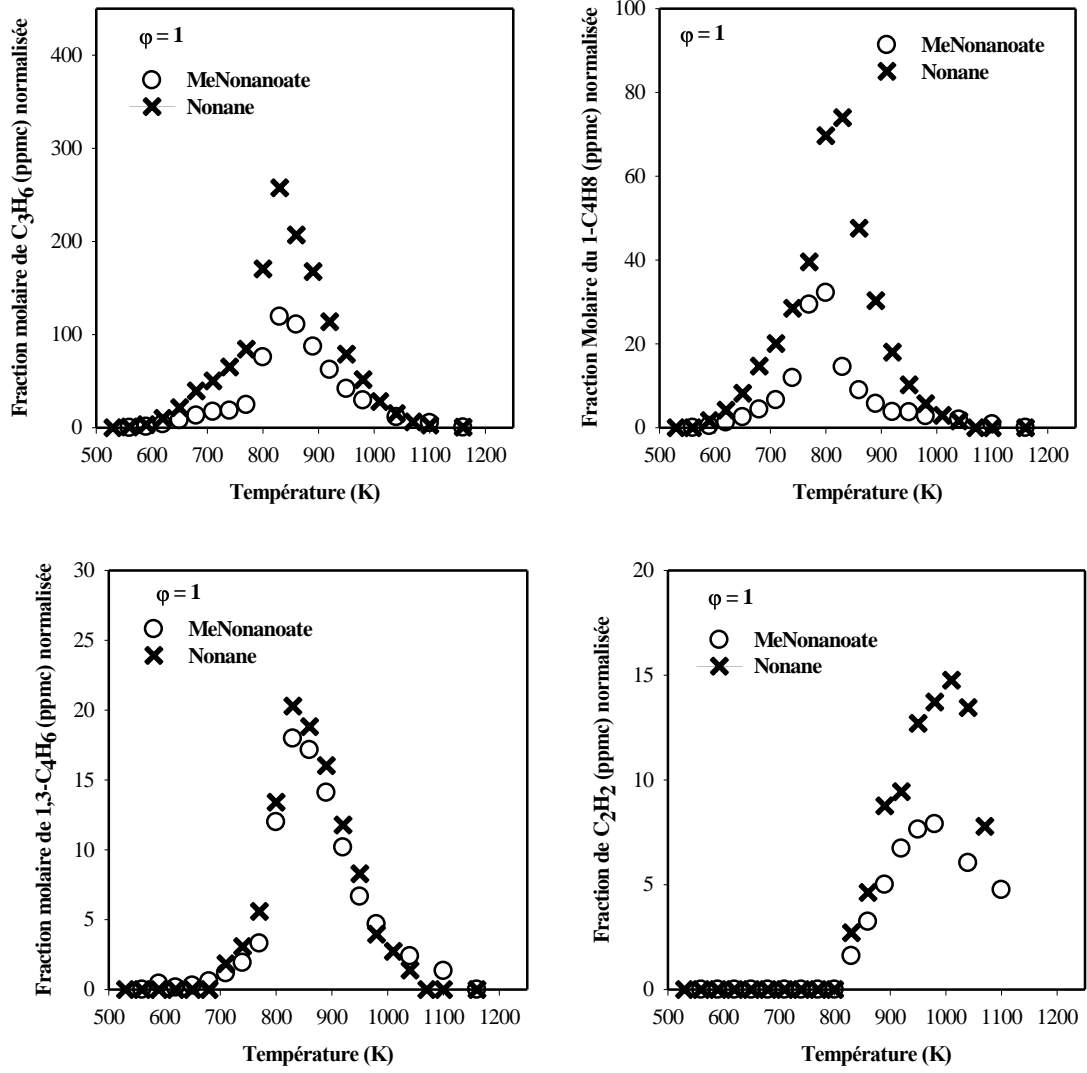 Fraction molaire de C3H6 (ppmc) normalisée
400
300
200
100
0
φ = 1
MeNonanoate
Nonane
500 600 700 800 900 1000 1100 1200
Température (K)
Fraction Molaire du 1-C4H8 (ppmc) normalisée
100
80
60
40
20
0
φ = 1
MeNonanoate
Nonane
500 600 700 800 900 1000 1100 1200
Température (K)
Fraction molaire de 1,3-C4H6 (ppmc) normalisée
30
25
20
15
10
5
0
φ = 1
MeNonanoate
Nonane
500 600 700 800 900 1000 1100 1200
Température (K)
Fraction de C2H2 (ppmc) normalisée
20
15
10
5
0
φ = 1
MeNonanoate
Nonane
500 600 700 800 900 1000 1100 1200
Température (K)